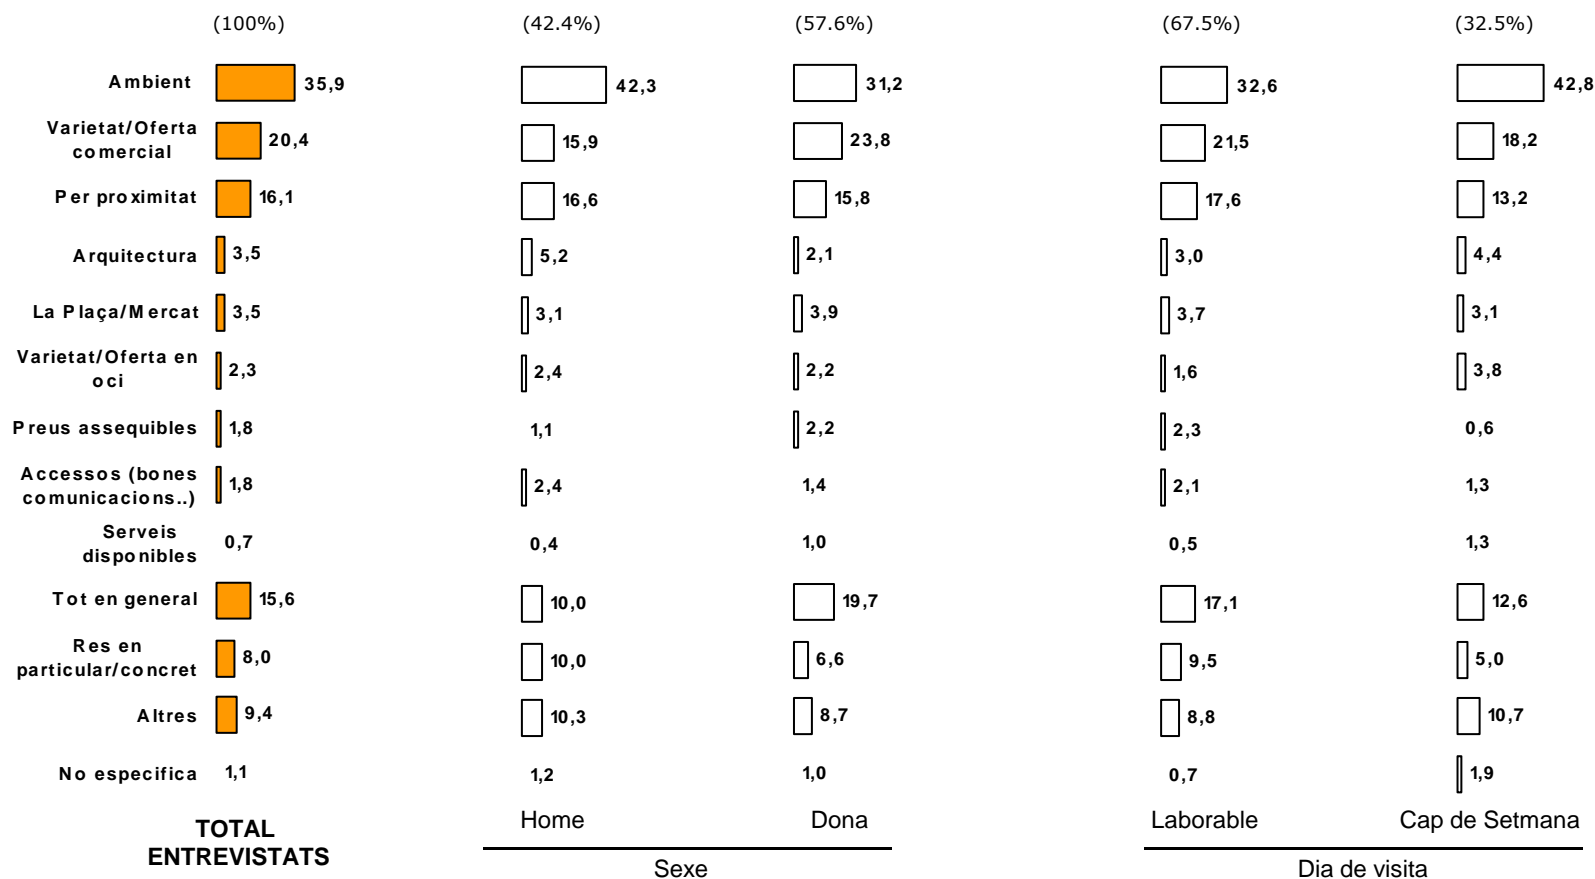 (100%) (42.4%) (57.6%) (67.5%) (32.5%)
Ambient 35,9 42,3 31,2 32,6 42,8
Varietat/Oferta
comercial 20,4 15,9 23,8 21,5 18,2
Per proximitat 16,1 16,6 15,8 17,6 13,2
Arquitectura 3,5 5,2 2,1 3,0 4,4
La Plaça/Mercat 3,5 3,1 3,9 3,7 3,1
Varietat/Oferta en
oci 2,3 2,4 2,2 1,6 3,8
Preus assequibles 1,8 1,1 2,2 2,3 0,6
Accessos (bones
comunicacions..) 1,8 2,4 1,4 2,1 1,3
Serveis
disponibles 0,7 0,4 1,0 0,5 1,3
Tot en general 15,6 10,0 19,7 17,1 12,6
Res en
particular/concret 8,0 10,0 6,6 9,5 5,0
Altres 9,4 10,3 8,7 8,8 10,7
No especifica 1,1 1,2 1,0 0,7 1,9
TOTAL
ENTREVISTATS
Home Dona Laborable Cap de Setmana
Sexe Dia de visita